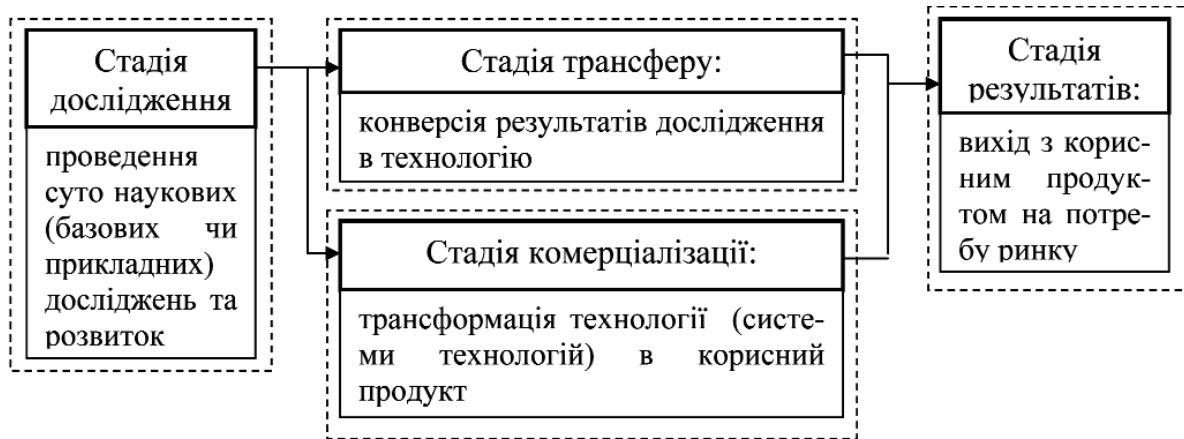 Стадія
дослідження
проведення
суто наукових
(базових чи
прикладних)
досліджень та
розвиток
Стадія трансферу:
конверсія результатів дослідження
в технологію
Стадія комерціалізації:
трансформація технології (систе-
ми технологій) в корисний
продукт
Стадія
результатів:
вихід з корис-
ним продук-
том на потре-
бу ринку